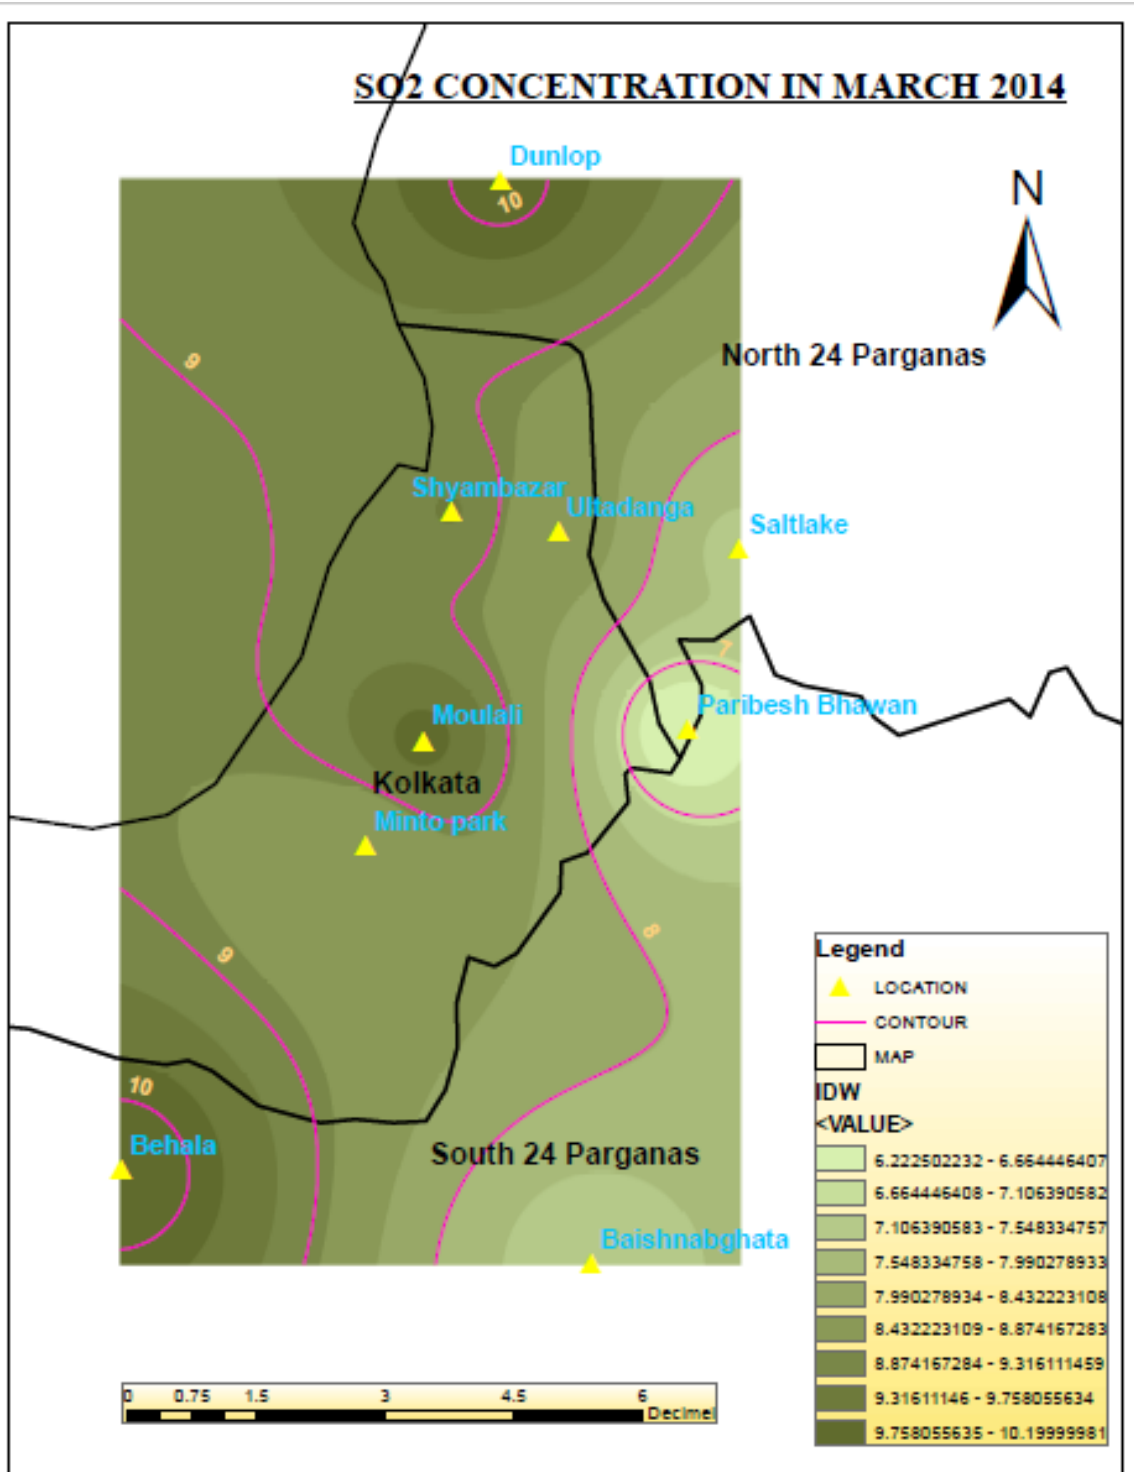 SO2 CONCENTRATION IN MARCH 2014
Dunlop
10
N
North 24 Parganas
9
Shyambazar
Ultadanga
Saltlake
7
Paribesh Bhawan
Moulali
Kolkata
Minto park
9
8
10
Behala
South 24 Parganas
Baishnabghata
Legend
LOCATION
CONTOUR
MAP
IDW
<VALUE>
6.222502232 - 6.664446407
6.664446408 - 7.106390582
7.106390583 - 7.548334757
7.548334758 - 7.990278933
7.990278934 - 8.432223108
8.432223109 - 8.874167283
8.874167284 - 9.316111459
9.31611146 - 9.758055634
9.758055635 - 10.19999981
0 0.75 1.5 3 4.5 6
Decimel